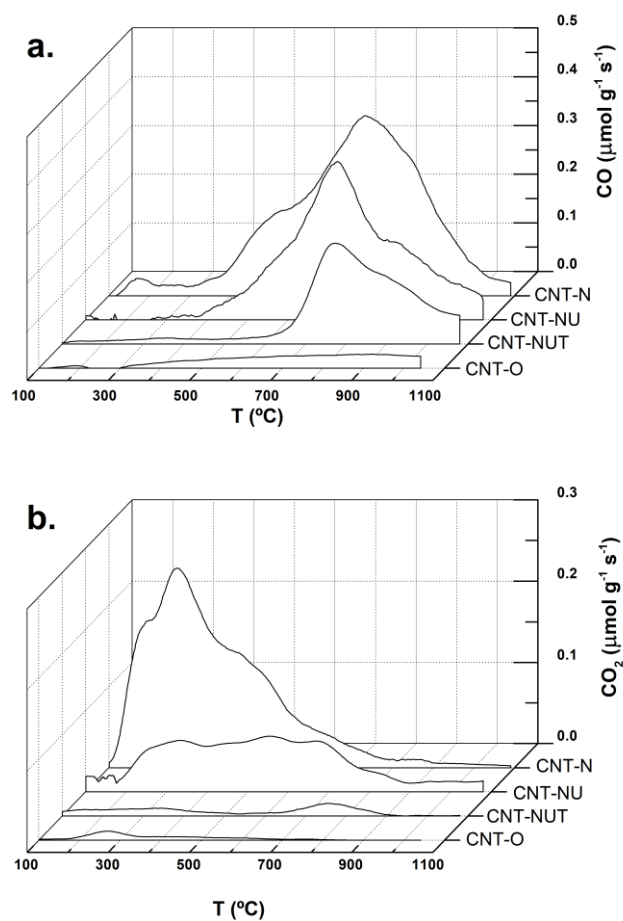 a.
0.5
0.4
0.3
0.2
0.1
0.0
CO (µmol g⁻¹ s⁻¹)
CNT-N
CNT-NU
CNT-NUT
CNT-O
100 300 500 700 900 1100
T (ºC)
b.
0.3
0.2
0.1
0.0
CO₂ (µmol g⁻¹ s⁻¹)
CNT-N
CNT-NU
CNT-NUT
CNT-O
100 300 500 700 900 1100
T (ºC)